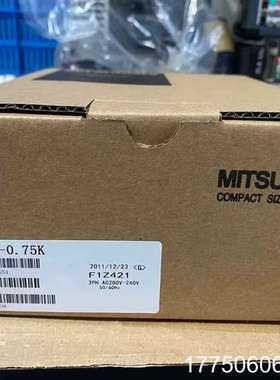 MITSU
COMPACT SIZ
-0.75K
2011/12/23 <G>
F1Z421
3PH AC200V-240V
50/60Hz
17750606